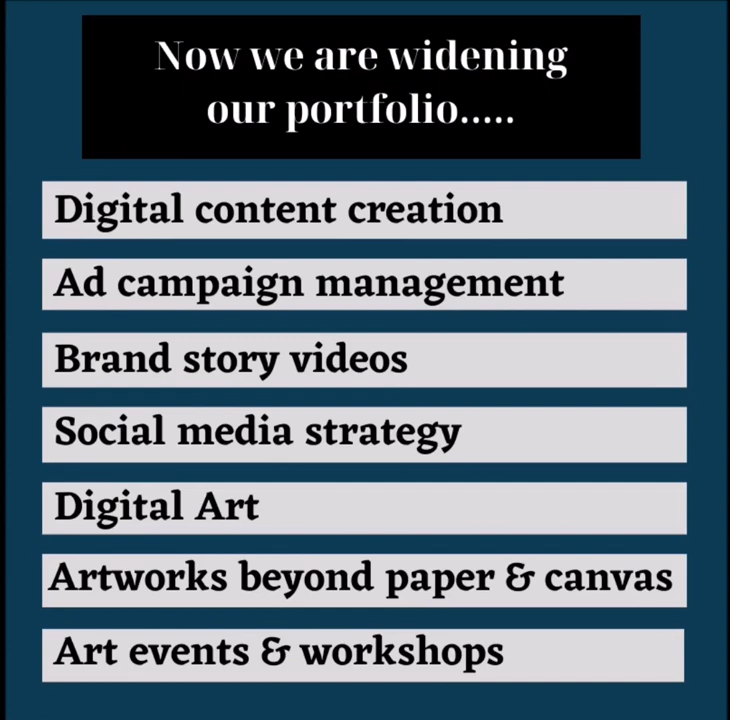 Now we are widening
our portfolio.....
Digital content creation
Ad campaign management
Brand story videos
Social media strategy
Digital Art
Artworks beyond paper & canvas
Art events & workshops